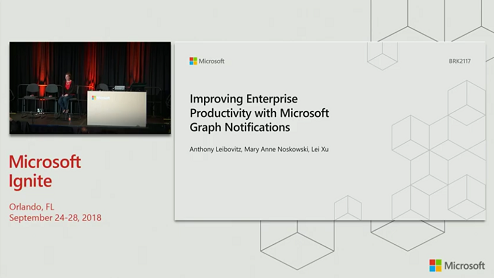 Microsoft
BRK2117
Improving Enterprise
Productivity with Microsoft
Graph Notifications
Anthony Leibovitz, Mary Anne Noskowski, Lei Xu
Microsoft
Ignite
Orlando, FL
September 24-28, 2018
Microsoft